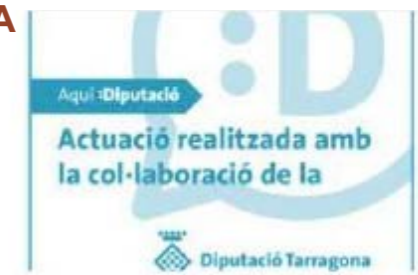 A
:D
Aquí :Diputació
Actuació realitzada amb
la col·laboració de la
Diputació Tarragona